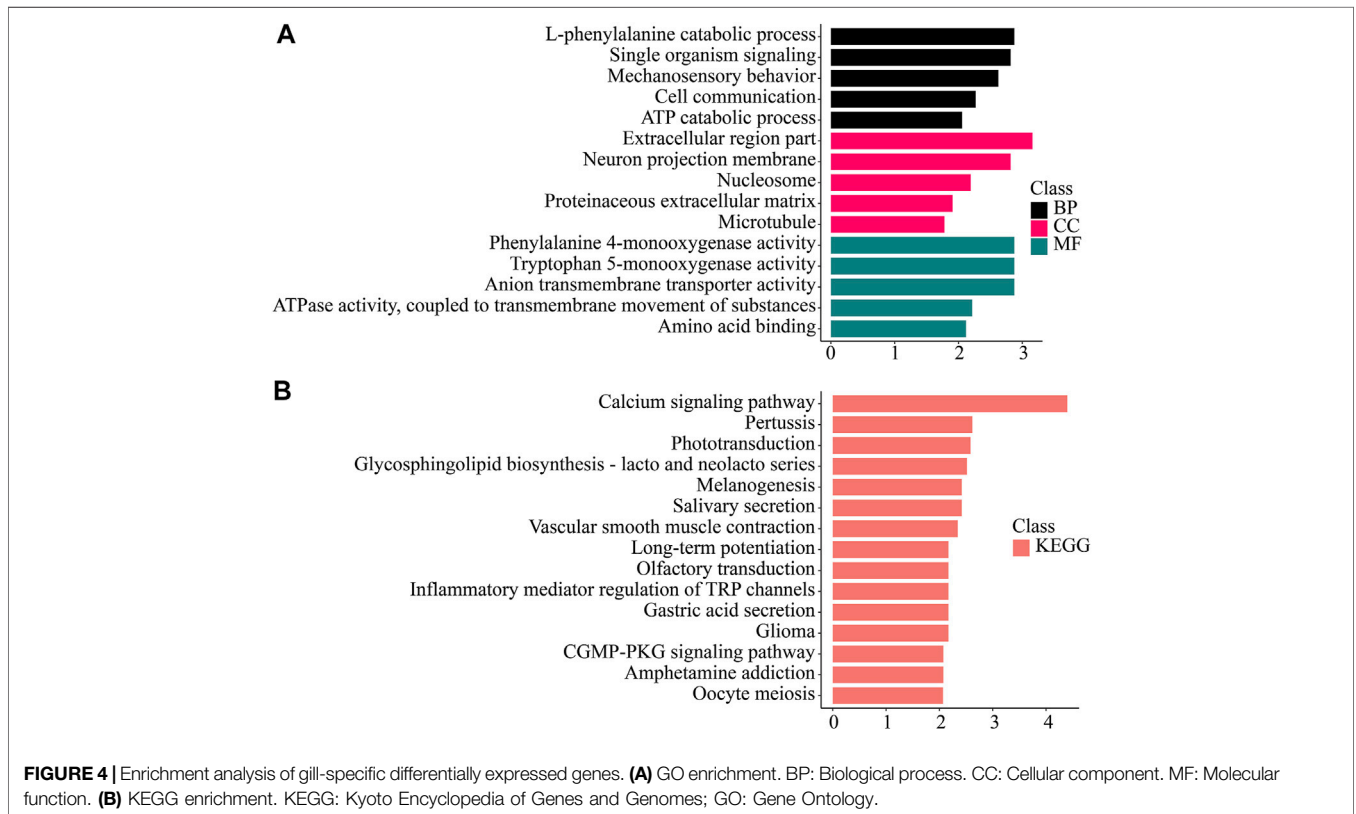 A
L-phenylalanine catabolic process
Single organism signaling
Mechanosensory behavior
Cell communication
ATP catabolic process
Extracellular region part
Neuron projection membrane
Nucleosome
Proteinaceous extracellular matrix
Microtubule
Phenylalanine 4-monooxygenase activity
Tryptophan 5-monooxygenase activity
Anion transmembrane transporter activity
ATPase activity, coupled to transmembrane movement of substances
Amino acid binding
0 1 2 3
Class
BP
CC
MF
B
Calcium signaling pathway
Pertussis
Phototransduction
Glycosphingolipid biosynthesis - lacto and neolacto series
Melanogenesis
Salivary secretion
Vascular smooth muscle contraction
Long-term potentiation
Olfactory transduction
Inflammatory mediator regulation of TRP channels
Gastric acid secretion
Glioma
CGMP-PKG signaling pathway
Amphetamine addiction
Oocyte meiosis
0 1 2 3 4
Class
KEGG
FIGURE 4 | Enrichment analysis of gill-specific differentially expressed genes. (A) GO enrichment. BP: Biological process. CC: Cellular component. MF: Molecular
function. (B) KEGG enrichment. KEGG: Kyoto Encyclopedia of Genes and Genomes; GO: Gene Ontology.